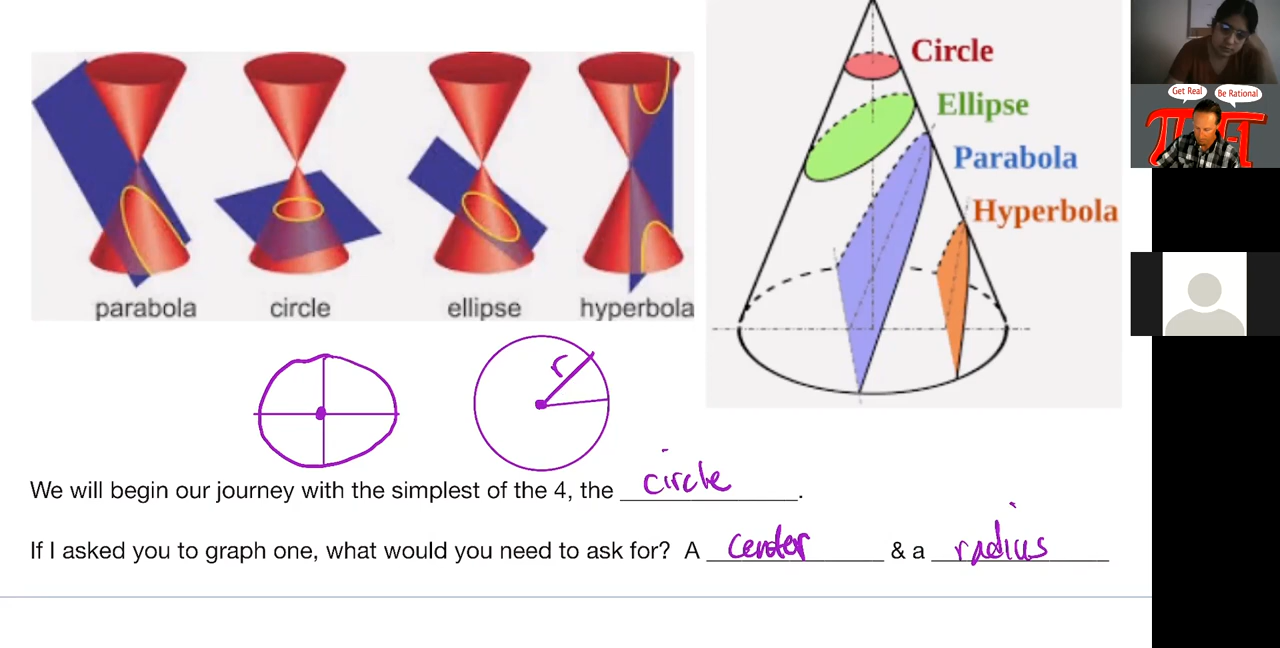 parabola circle ellipse hyperbola
Circle
Ellipse
Parabola
Hyperbola
Get Real Be Rational
r
We will begin our journey with the simplest of the 4, the circle.
If I asked you to graph one, what would you need to ask for? A center & a radius